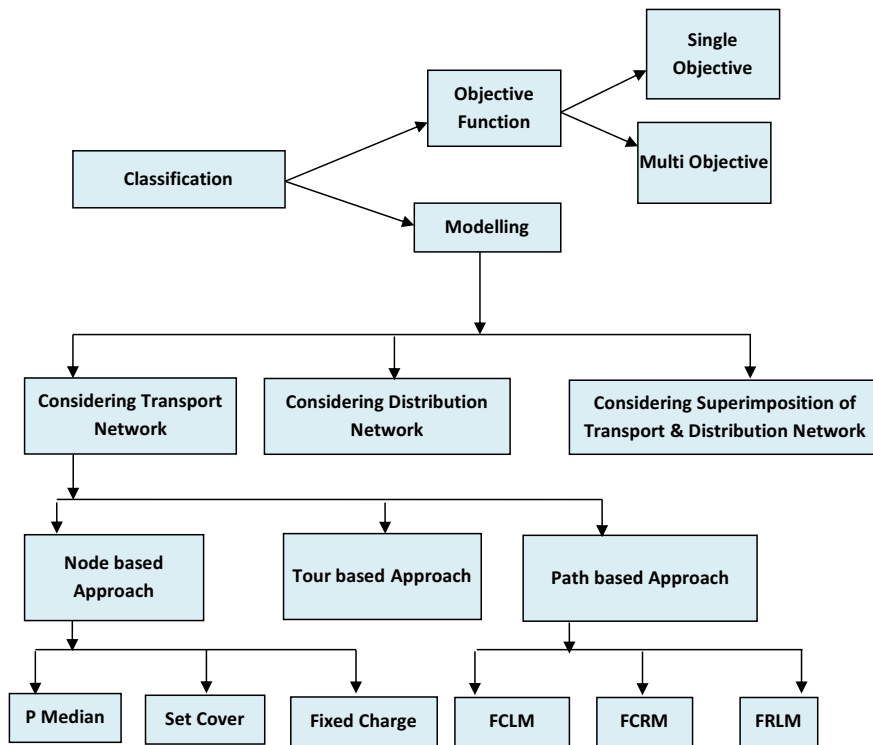 Single
Objective
Objective
Function
Multi Objective
Classification
Modelling
Considering Transport
Network
Considering Distribution
Network
Considering Superimposition of
Transport & Distribution Network
Node based
Approach
Tour based Approach
Path based Approach
P Median
Set Cover
Fixed Charge
FCLM
FCRM
FRLM